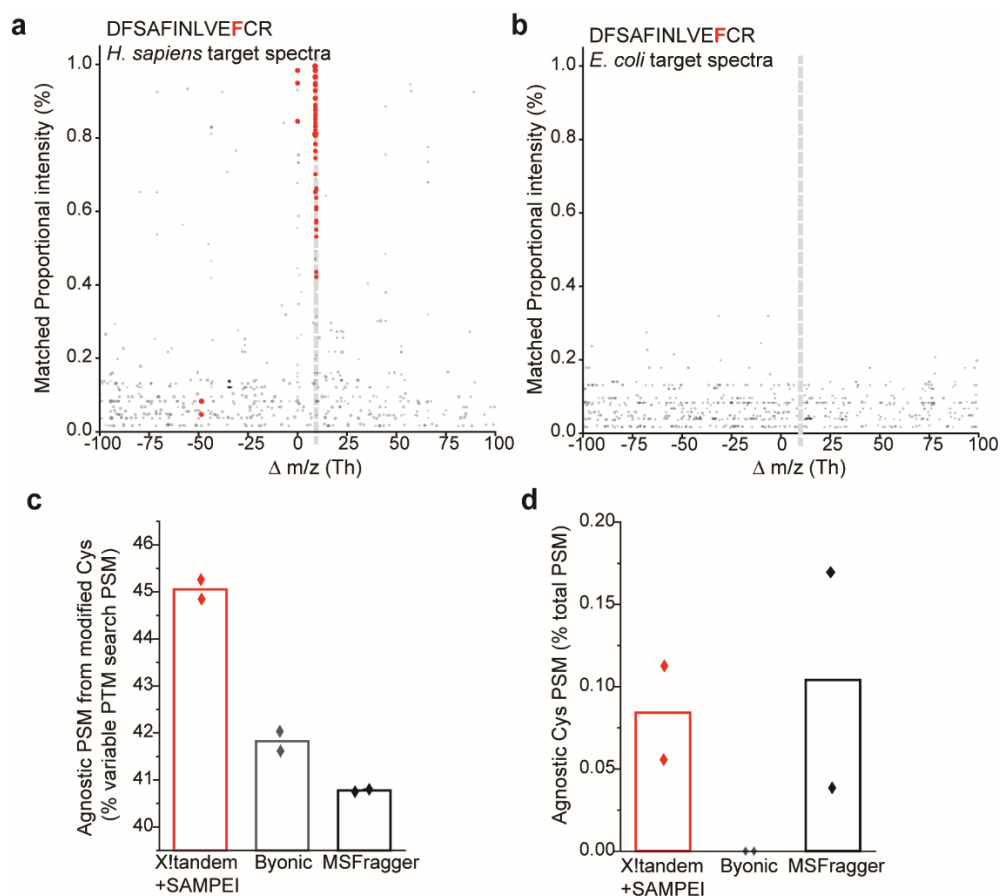 a
DFSAFINLVEFCR
H. sapiens target spectra
Matched Proportional intensity (%)
1.0
0.8
0.6
0.4
0.2
0.0
-100 -75 -50 -25 0 25 50 75 100
Δ m/z (Th)
b
DFSAFINLVEFCR
E. coli target spectra
Matched Proportional intensity (%)
1.0
0.8
0.6
0.4
0.2
0.0
-100 -75 -50 -25 0 25 50 75 100
Δ m/z (Th)
c
Agnostic PSM from modified Cys
(% variable PTM search PSM)
46
45
44
43
42
41
40
X!tandem Byonic MSFragger
+SAMPEI
d
Agnostic Cys PSM (% total PSM)
0.20
0.15
0.10
0.05
0.00
X!tandem Byonic MSFragger
+SAMPEI